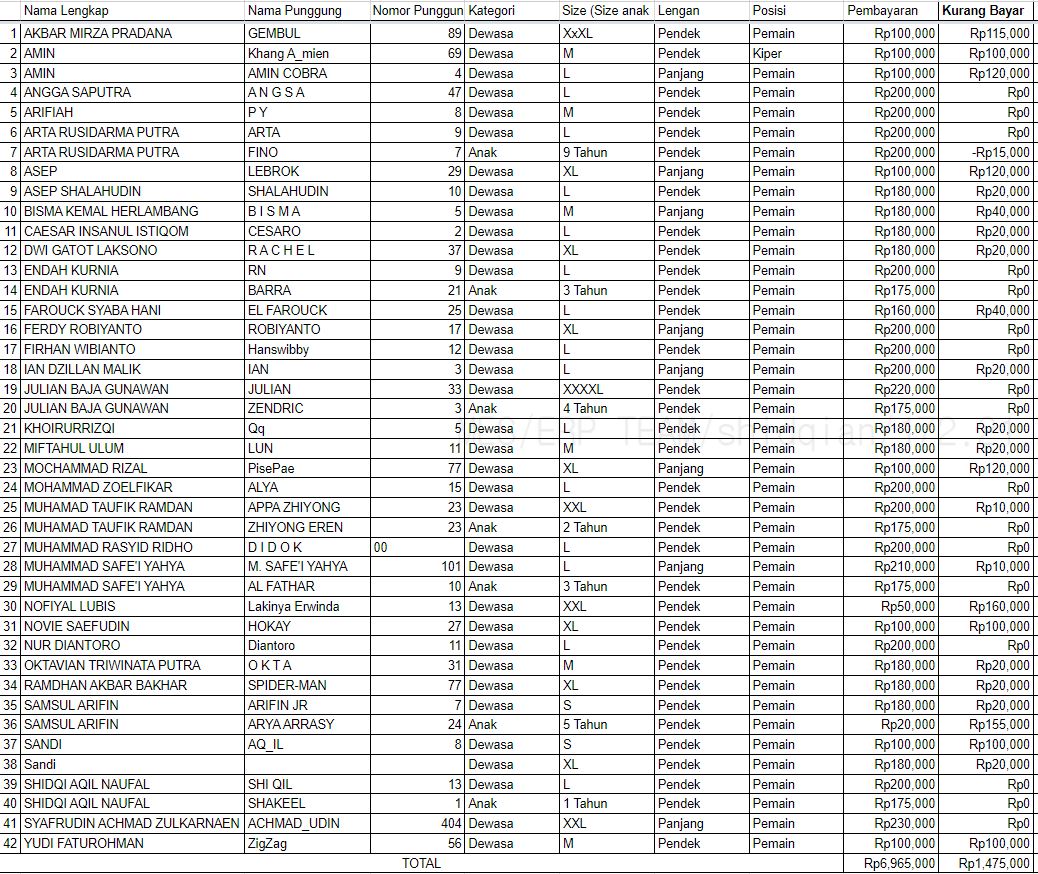 Nama Lengkap Nama Punggung Nomor Punggun Kategori Size (Size anak Lengan Posisi Pembayaran Kurang Bayar
1 AKBAR MIRZA PRADANA GEMBUL 89 Dewasa XxXL Pendek Pemain Rp100,000 Rp115,000
2 AMIN Khang A_mien 69 Dewasa M Pendek Kiper Rp100,000 Rp100,000
3 AMIN AMIN COBRA 4 Dewasa L Panjang Pemain Rp100,000 Rp120,000
4 ANGGA SAPUTRA A N G S A 47 Dewasa L Pendek Pemain Rp200,000 Rp0
5 ARIFIAH P Y 8 Dewasa M Pendek Pemain Rp200,000 Rp0
6 ARTA RUSIDARMA PUTRA ARTA 9 Dewasa L Pendek Pemain Rp200,000 Rp0
7 ARTA RUSIDARMA PUTRA FINO 7 Anak 9 Tahun Pendek Pemain Rp200,000 -Rp15,000
8 ASEP LEBROK 29 Dewasa XL Panjang Pemain Rp100,000 Rp120,000
9 ASEP SHALAHUDIN SHALAHUDIN 10 Dewasa L Pendek Pemain Rp180,000 Rp20,000
10 BISMA KEMAL HERLAMBANG B I S M A 5 Dewasa M Panjang Pemain Rp180,000 Rp40,000
11 CAESAR INSANUL ISTIQOM CESARO 2 Dewasa L Pendek Pemain Rp180,000 Rp20,000
12 DWI GATOT LAKSONO R A C H E L 37 Dewasa XL Pendek Pemain Rp180,000 Rp20,000
13 ENDAH KURNIA RN 9 Dewasa L Pendek Pemain Rp200,000 Rp0
14 ENDAH KURNIA BARRA 21 Anak 3 Tahun Pendek Pemain Rp175,000 Rp0
15 FAROUCK SYABA HANI EL FAROUCK 25 Dewasa L Pendek Pemain Rp160,000 Rp40,000
16 FERDY ROBIYANTO ROBIYANTO 17 Dewasa XL Panjang Pemain Rp200,000 Rp0
17 FIRHAN WIBIANTO Hanswibby 12 Dewasa L Pendek Pemain Rp200,000 Rp0
18 IAN DZILLAN MALIK IAN 3 Dewasa L Panjang Pemain Rp200,000 Rp20,000
19 JULIAN BAJA GUNAWAN JULIAN 33 Dewasa XXXXL Pendek Pemain Rp220,000 Rp0
20 JULIAN BAJA GUNAWAN ZENDRIC 3 Anak 4 Tahun Pendek Pemain Rp175,000 Rp0
21 KHOIRURRIZQI Qq 5 Dewasa L Pendek Pemain Rp180,000 Rp20,000
22 MIFTAHUL ULUM LUN 11 Dewasa M Pendek Pemain Rp180,000 Rp20,000
23 MOCHAMMAD RIZAL PisePae 77 Dewasa XL Panjang Pemain Rp100,000 Rp120,000
24 MOHAMMAD ZOELFIKAR ALYA 15 Dewasa L Pendek Pemain Rp200,000 Rp0
25 MUHAMAD TAUFIK RAMDAN APPA ZHIYONG 23 Dewasa XXL Pendek Pemain Rp200,000 Rp10,000
26 MUHAMAD TAUFIK RAMDAN ZHIYONG EREN 23 Anak 2 Tahun Pendek Pemain Rp175,000 Rp0
27 MUHAMMAD RASYID RIDHO D I D O K 00 Dewasa L Pendek Pemain Rp200,000 Rp0
28 MUHAMMAD SAFE'I YAHYA M. SAFE'I YAHYA 101 Dewasa L Panjang Pemain Rp210,000 Rp10,000
29 MUHAMMAD SAFE'I YAHYA AL FATHAR 10 Anak 3 Tahun Pendek Pemain Rp175,000 Rp0
30 NOFIYAL LUBIS Lakinya Erwinda 13 Dewasa XXL Pendek Pemain Rp50,000 Rp160,000
31 NOVIE SAEFUDIN HOKAY 27 Dewasa XL Pendek Pemain Rp100,000 Rp100,000
32 NUR DIANTORO Diantoro 11 Dewasa L Pendek Pemain Rp200,000 Rp0
33 OKTAVIAN TRIWINATA PUTRA O K T A 31 Dewasa M Pendek Pemain Rp180,000 Rp20,000
34 RAMDHAN AKBAR BAKHAR SPIDER-MAN 77 Dewasa XL Pendek Pemain Rp180,000 Rp20,000
35 SAMSUL ARIFIN ARIFIN JR 7 Dewasa S Pendek Pemain Rp180,000 Rp20,000
36 SAMSUL ARIFIN ARYA ARRASY 24 Anak 5 Tahun Pendek Pemain Rp20,000 Rp155,000
37 SANDI AQ_IL 8 Dewasa S Pendek Pemain Rp100,000 Rp100,000
38 Sandi Dewasa XL Pendek Pemain Rp180,000 Rp20,000
39 SHIDQI AQIL NAUFAL SHI QIL 13 Dewasa L Pendek Pemain Rp200,000 Rp0
40 SHIDQI AQIL NAUFAL SHAKEEL 1 Anak 1 Tahun Pendek Pemain Rp175,000 Rp0
41 SYAFRUDIN ACHMAD ZULKARNAEN ACHMAD_UDIN 404 Dewasa XXL Panjang Pemain Rp230,000 Rp0
42 YUDI FATUROHMAN ZigZag 56 Dewasa M Pendek Pemain Rp100,000 Rp100,000
TOTAL Rp6,965,000 Rp1,475,000